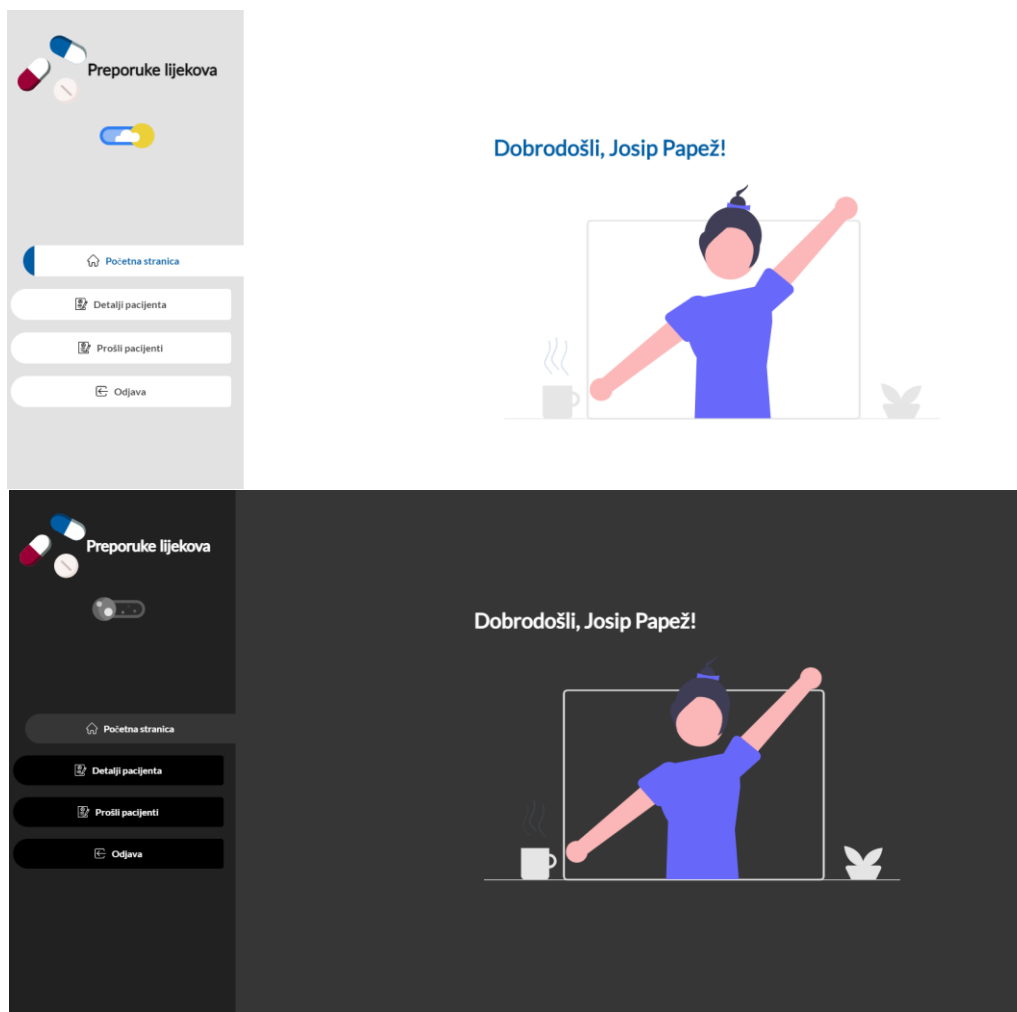 Preporuke lijekova
Dobrodošli, Josip Papež!
Početna stranica
Detalji pacijenta
Prošli pacijenti
Odjava
Preporuke lijekova
Dobrodošli, Josip Papež!
Početna stranica
Detalji pacijenta
Prošli pacijenti
Odjava